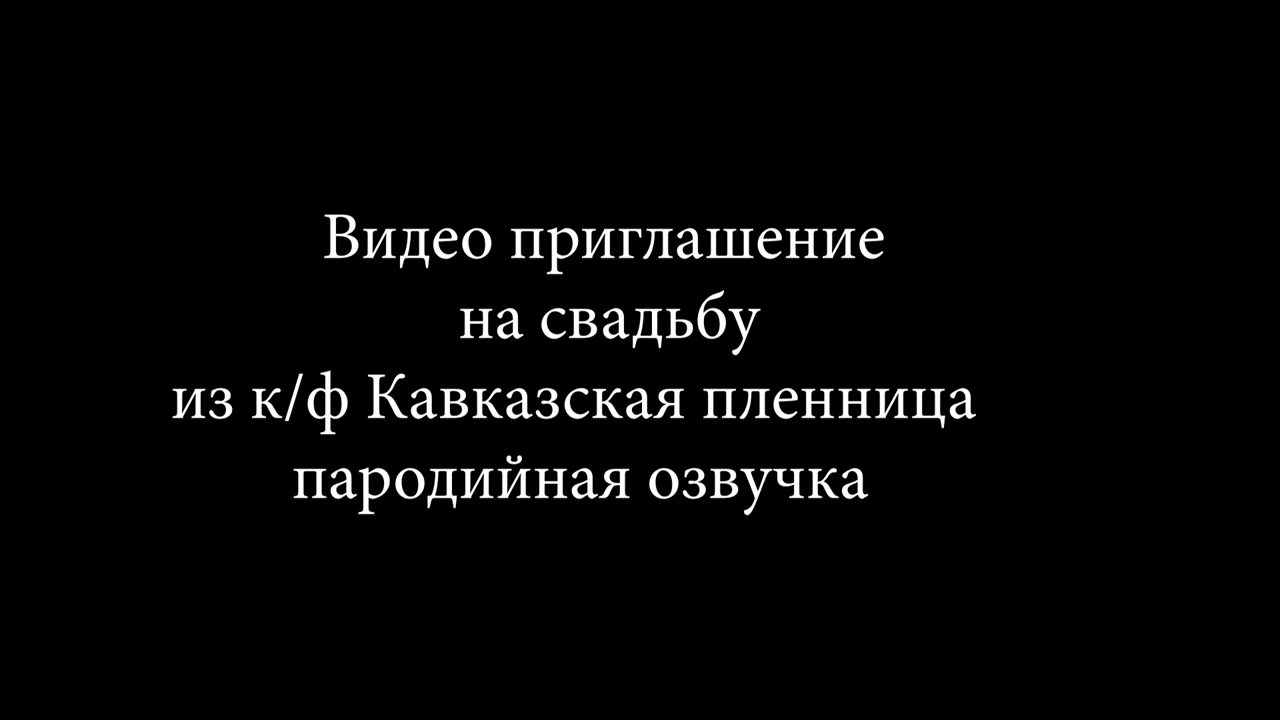 Видео приглашение
на свадьбу
из к/ф Кавказская пленница
пародийная озвучка